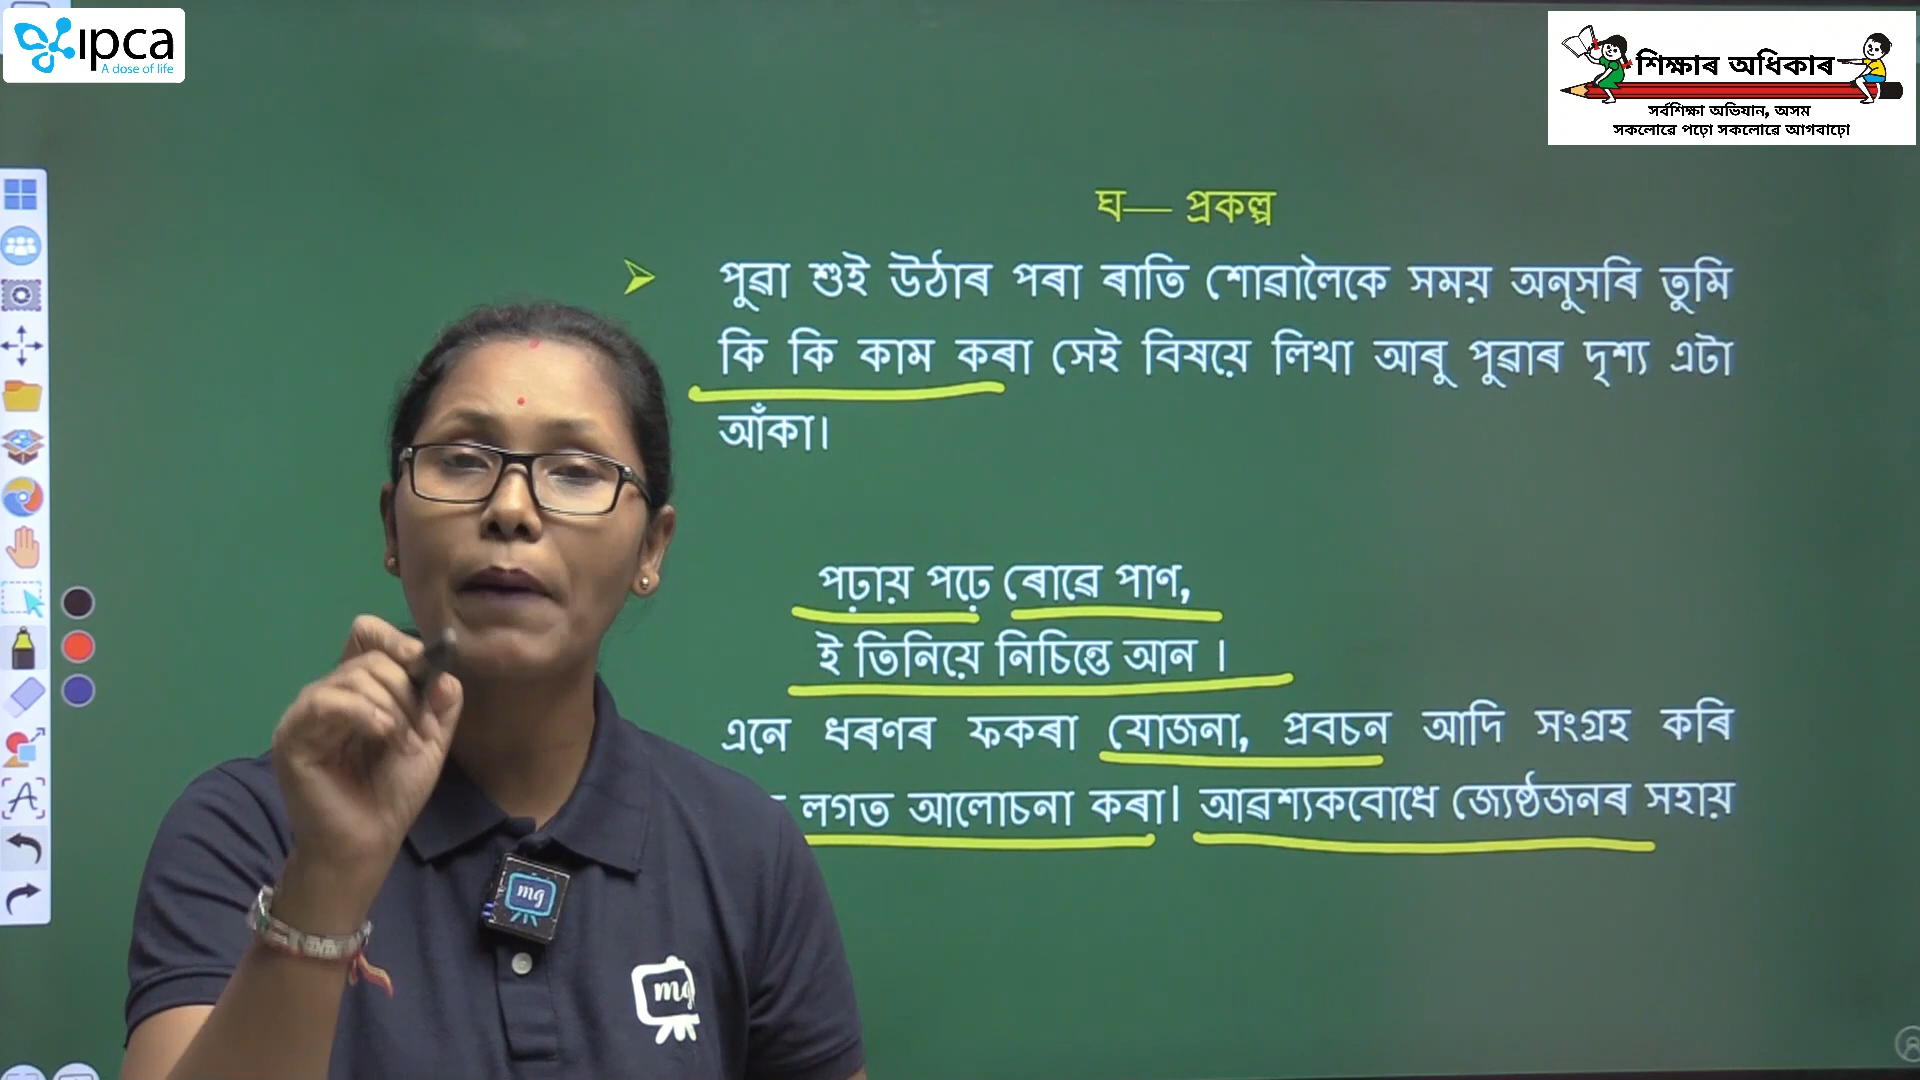 ipca
A dose of life
শিক্ষাৰ অধিকাৰ
সৰ্বশিক্ষা অভিযান, অসম
সকলোৱে পঢ়ো সকলোৱে আগবাঢ়ো
ঘ— প্ৰকল্প
পুৱা শুই উঠাৰ পৰা ৰাতি শোৱালৈকে সময় অনুসৰি তুমি
কি কি কাম কৰা সেই বিষয়ে লিখা আৰু পুৱাৰ দৃশ্য এটা
আঁকা।
পঢ়ায় পঢ়ে ৰোৱে পাণ,
ই তিনিয়ে নিচিন্তে আন ।
এনে ধৰণৰ ফকৰা যোজনা, প্ৰবচন আদি সংগ্ৰহ কৰি
লগত আলোচনা কৰা। আৱশ্যকবোধে জ্যেষ্ঠজনৰ সহায়
mg
mg